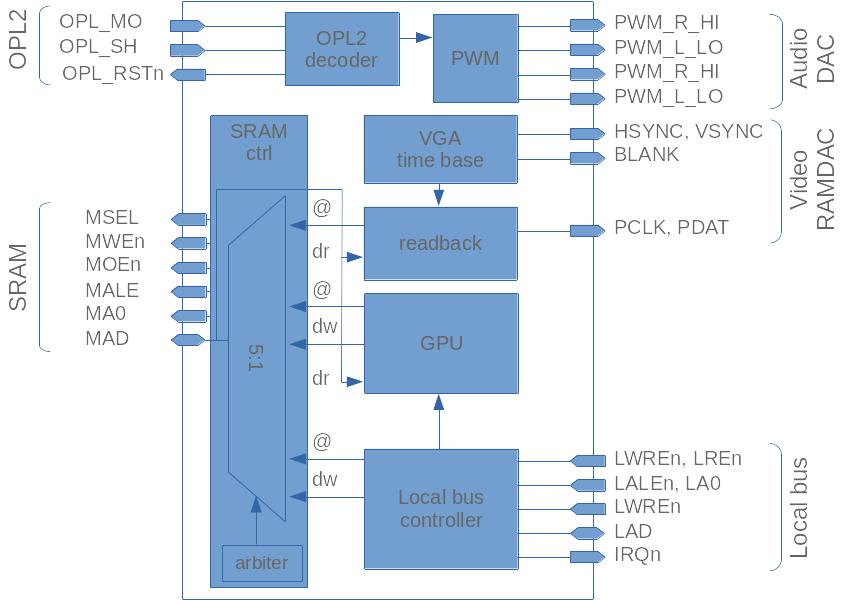 OPL2
OPL_MO
OPL_SH
OPL_RSTn
OPL2
decoder
PWM
PWM_R_HI
PWM_L_LO
PWM_R_HI
PWM_L_LO
Audio
DAC
SRAM
ctrl
VGA
time base
HSYNC, VSYNC
BLANK
Video
RAMDAC
SRAM
MSEL
MWEn
MOEn
MALE
MA0
MAD
5:1
@
dr
readback
PCLK, PDAT
@
dw
dr
GPU
@
dw
Local bus
controller
LWREn, LREn
LALEn, LA0
LWREn
LAD
IRQn
Local bus
arbiter